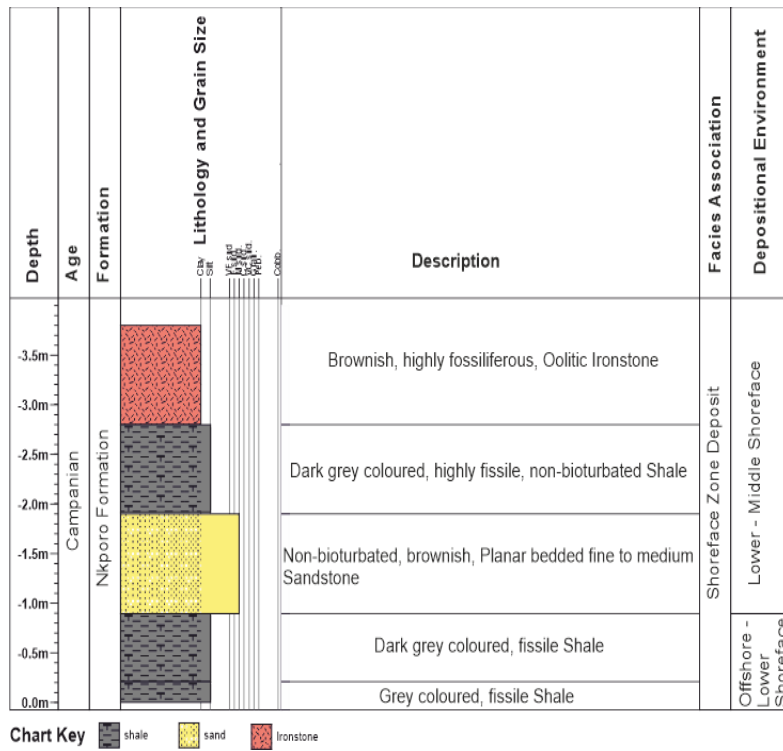 Depth
Age
Formation
Lithology and Grain Size
Clay
Silt
Cobb.
Description
Facies Association
Depositional Environment
-3.5m
-3.0m
-2.5m
-2.0m
-1.5m
-1.0m
-0.5m
0.0m
Campanian
Nkporo Formation
Brownish, highly fossiliferous, Oolitic Ironstone
Dark grey coloured, highly fissile, non-bioturbated Shale
Non-bioturbated, brownish, Planar bedded fine to medium
Sandstone
Dark grey coloured, fissile Shale
Grey coloured, fissile Shale
Shoreface Zone Deposit
Lower - Middle Shoreface
Offshore -
Lower
Shoreface
Chart Key
shale
sand
Ironstone